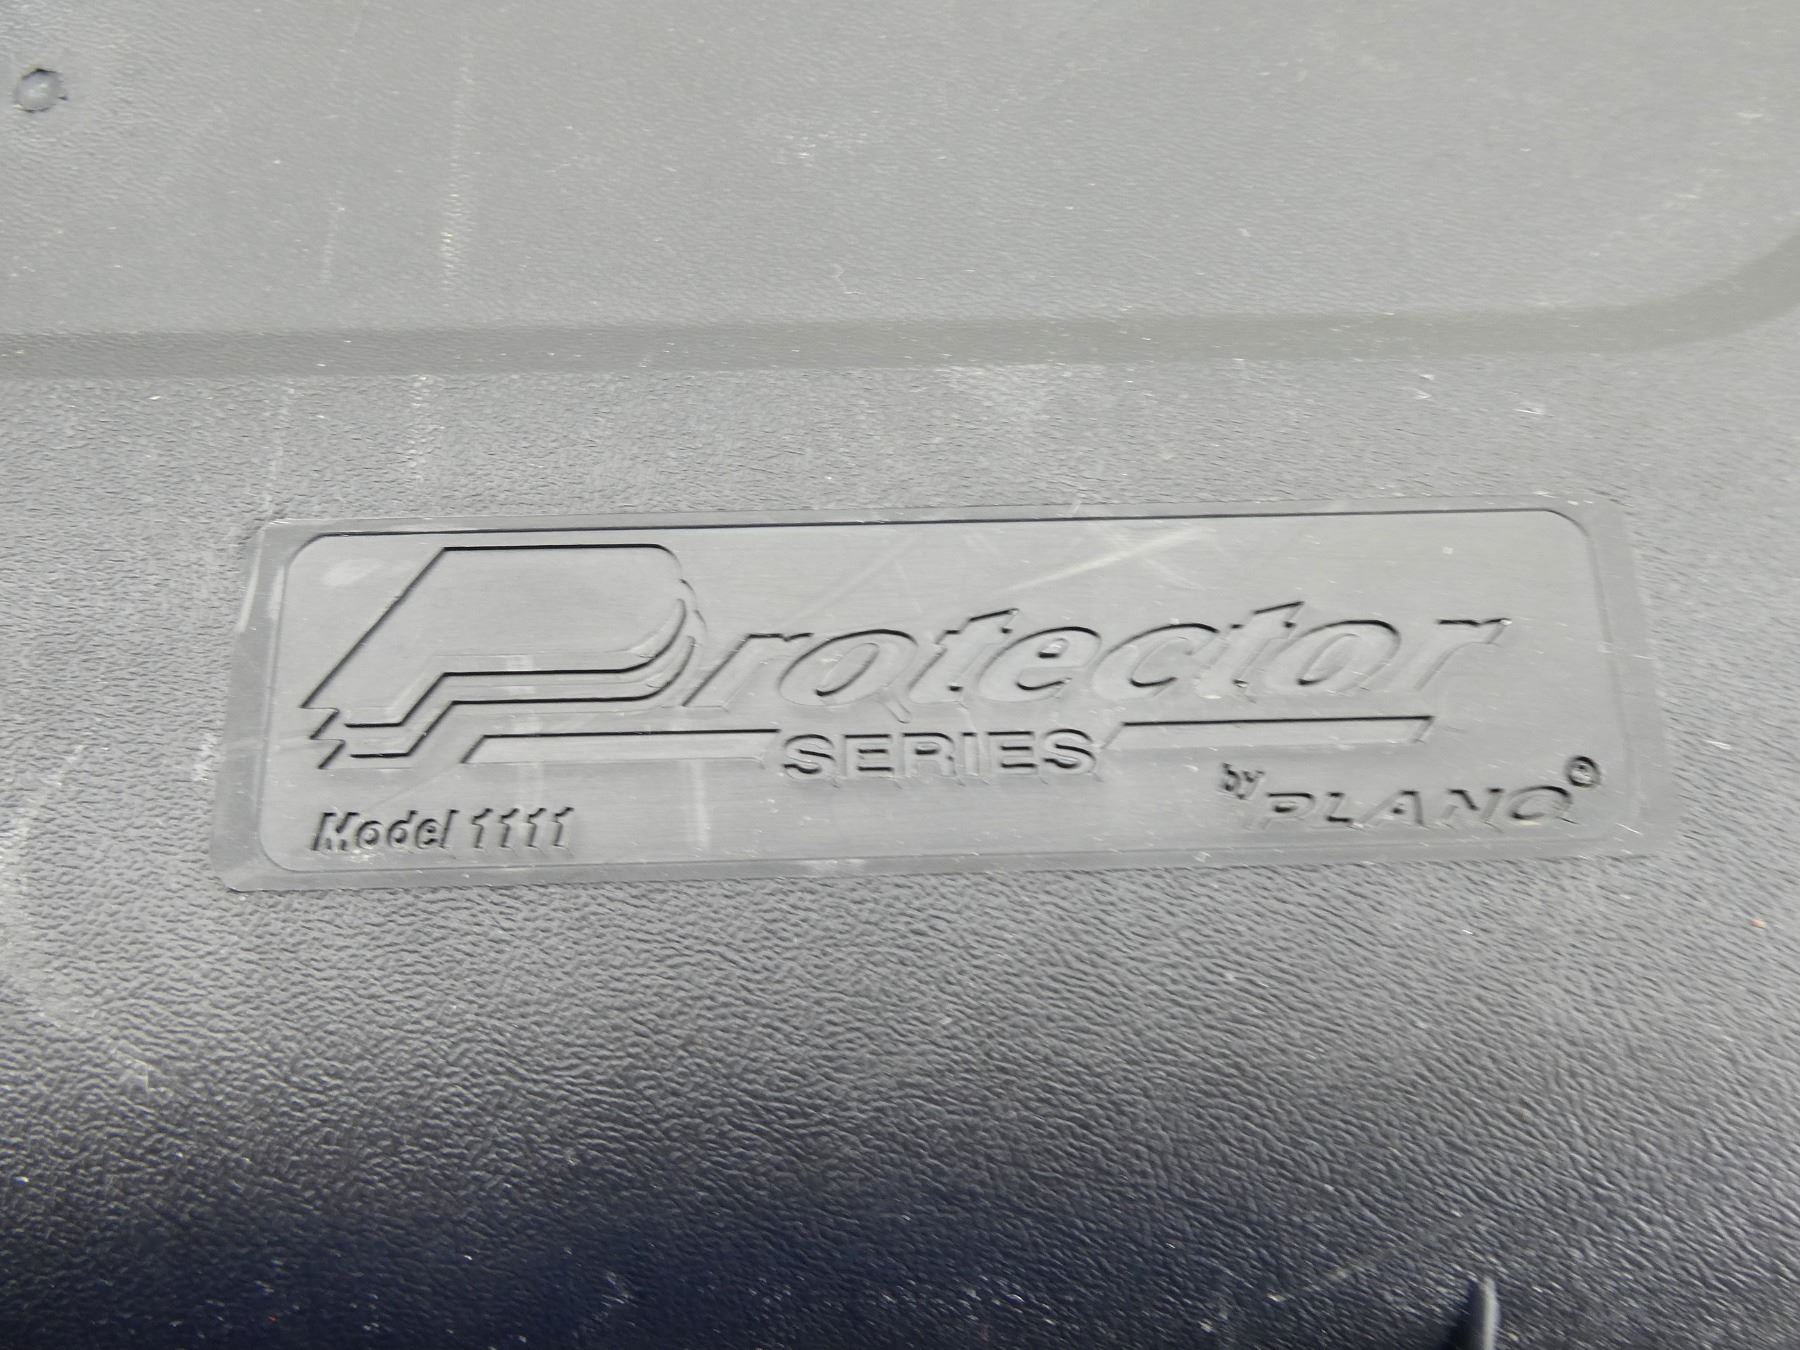 Protector
SERIES
by PLANO®
Model 1111